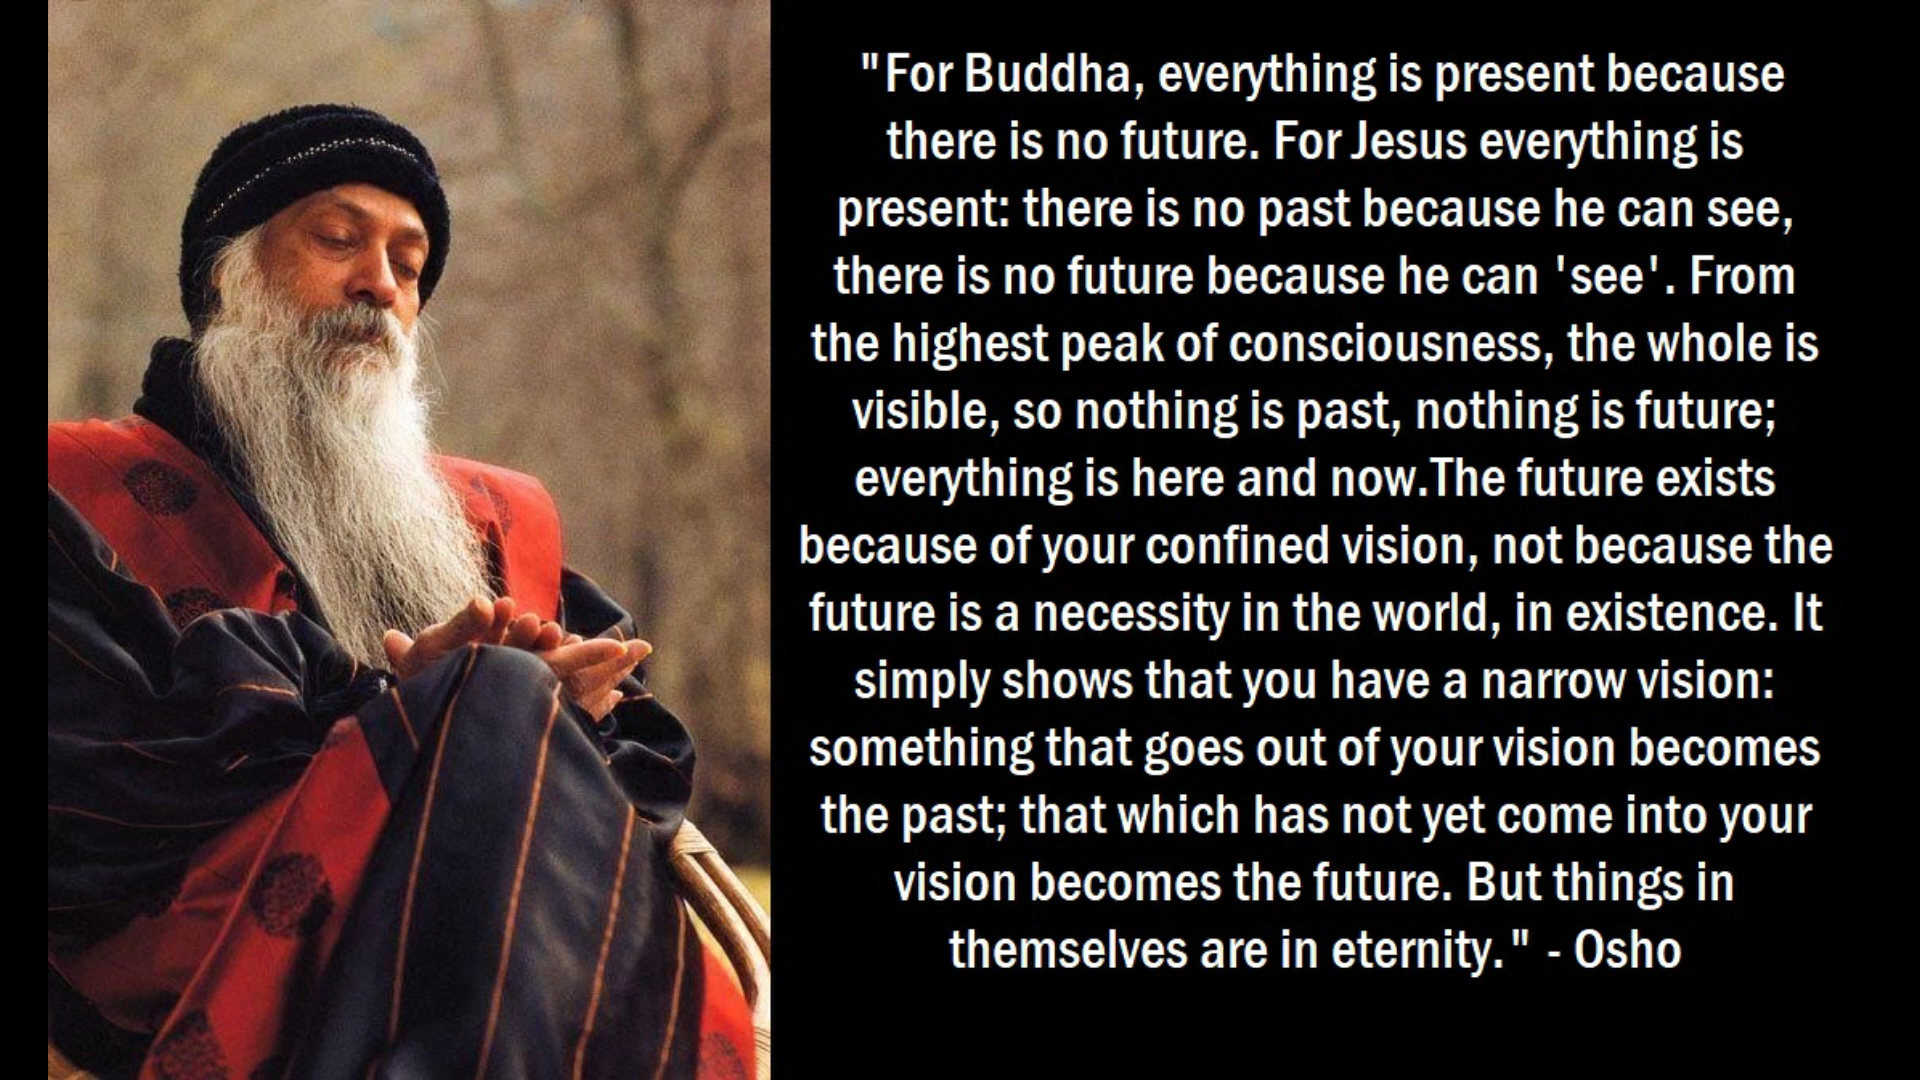 "For Buddha, everything is present because
there is no future. For Jesus everything is
present: there is no past because he can see,
there is no future because he can 'see'. From
the highest peak of consciousness, the whole is
visible, so nothing is past, nothing is future;
everything is here and now.The future exists
because of your confined vision, not because the
future is a necessity in the world, in existence. It
simply shows that you have a narrow vision:
something that goes out of your vision becomes
the past; that which has not yet come into your
vision becomes the future. But things in
themselves are in eternity." - Osho